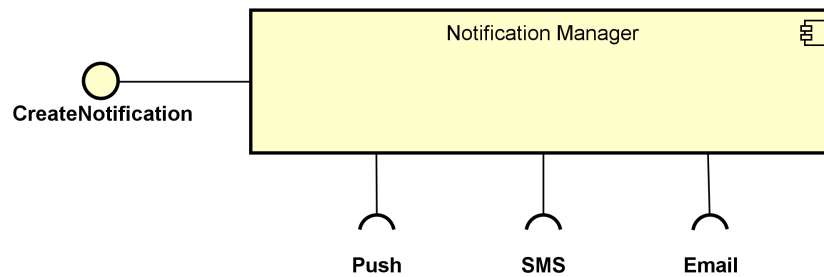 Notification Manager
CreateNotification
Push
SMS
Email